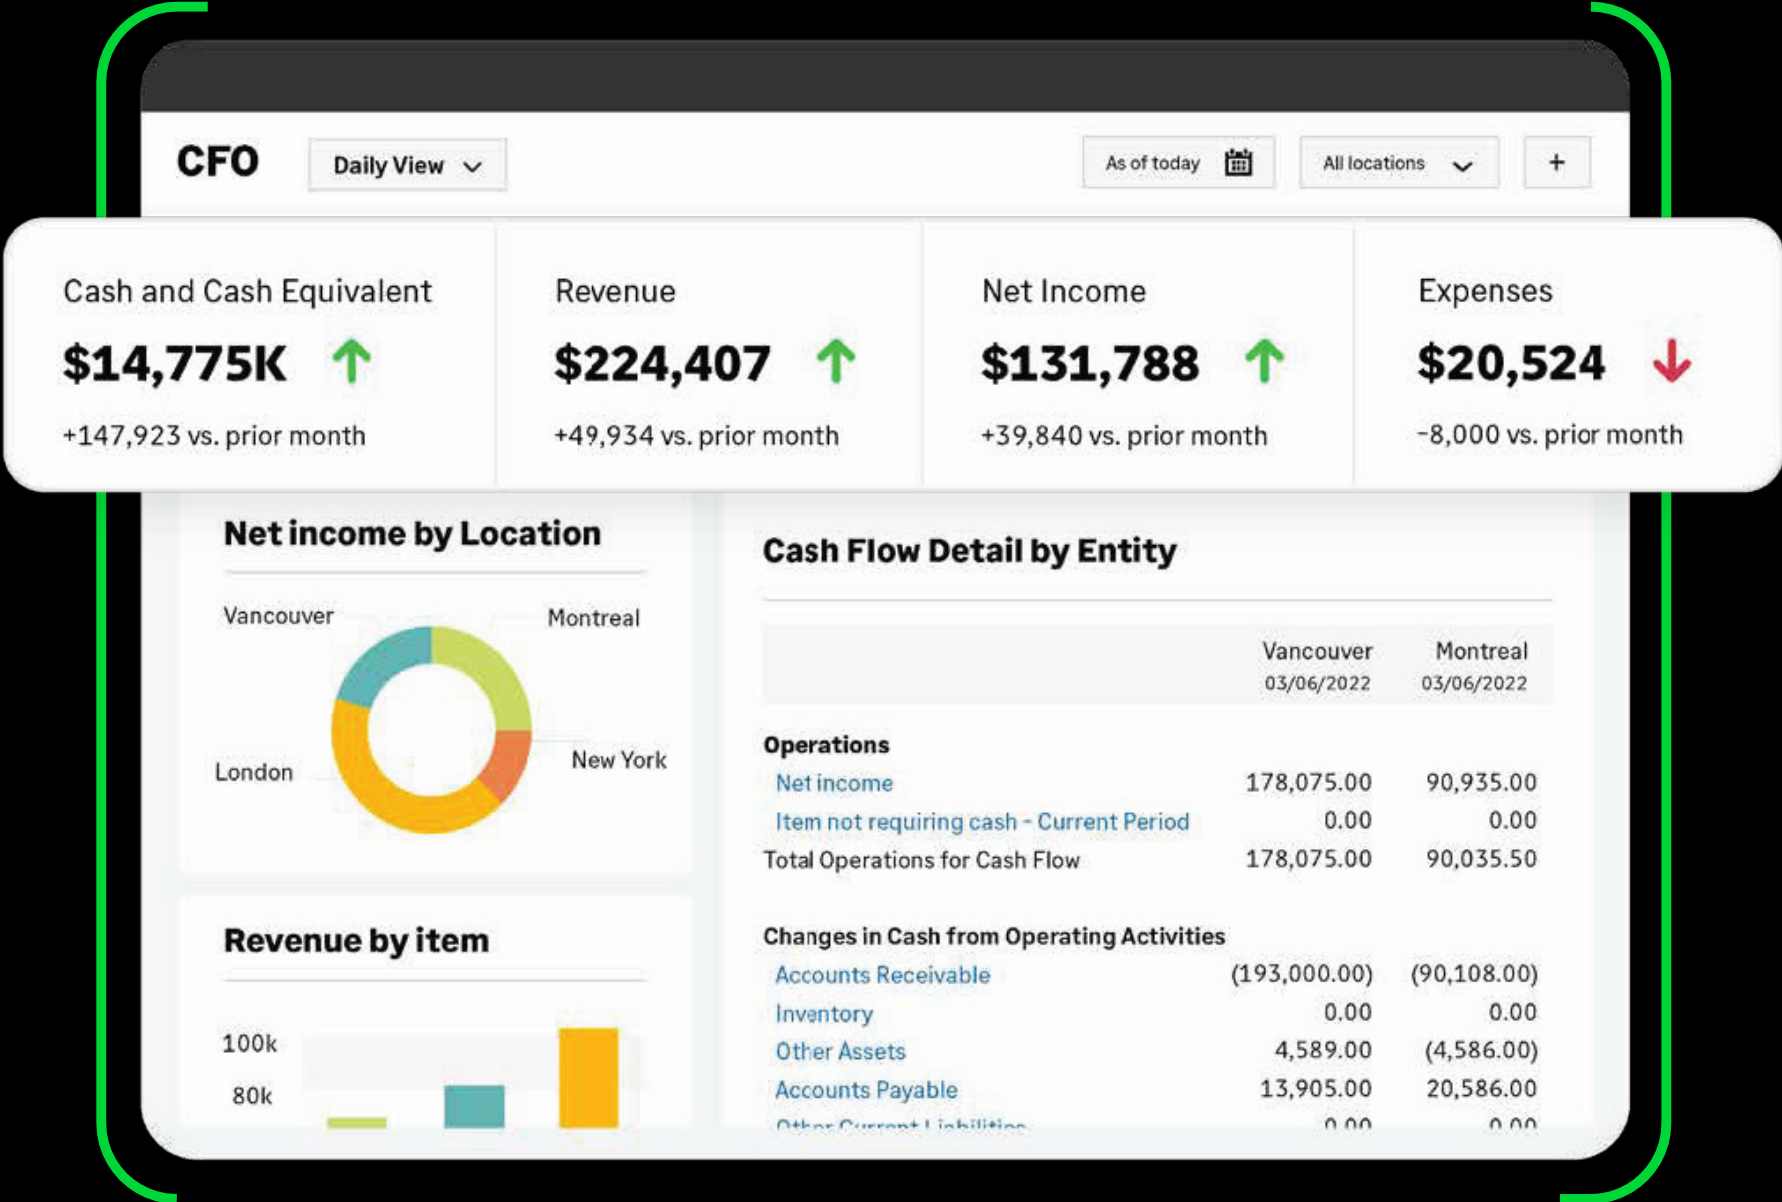 CFO
Daily View
As of today
All locations
+
Cash and Cash Equivalent
$14,775K
+147,923 vs. prior month
Revenue
$224,407
+49,934 vs. prior month
Net Income
$131,788
+39,840 vs. prior month
Expenses
$20,524
-8,000 vs. prior month
Net income by Location
Vancouver
Montreal
London
New York
Revenue by item
100k
80k
Cash Flow Detail by Entity
Vancouver Montreal
03/06/2022 03/06/2022
Operations
Net income 178,075.00 90,935.00
Item not requiring cash - Current Period 0.00 0.00
Total Operations for Cash Flow 178,075.00 90,035.50
Changes in Cash from Operating Activities
Accounts Receivable (193,000.00) (90,108.00)
Inventory 0.00 0.00
Other Assets 4,589.00 (4,586.00)
Accounts Payable 13,905.00 20,586.00
Other Current Liabilities 0.00 0.00